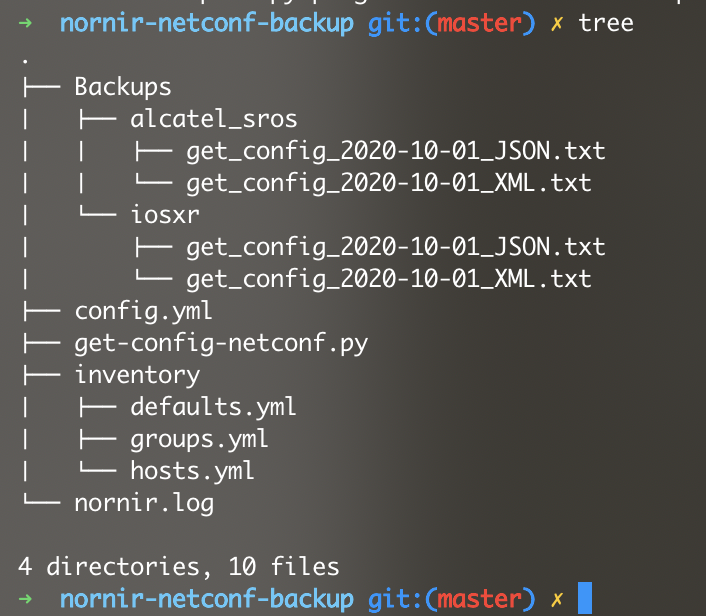 → nornir-netconf-backup git:(master) ✗ tree
.
├── Backups
│   ├── alcatel_sros
│   │   ├── get_config_2020-10-01_JSON.txt
│   │   └── get_config_2020-10-01_XML.txt
│   └── iosxr
│       ├── get_config_2020-10-01_JSON.txt
│       └── get_config_2020-10-01_XML.txt
├── config.yml
├── get-config-netconf.py
├── inventory
│   ├── defaults.yml
│   ├── groups.yml
│   └── hosts.yml
└── nornir.log
4 directories, 10 files
→ nornir-netconf-backup git:(master) ✗